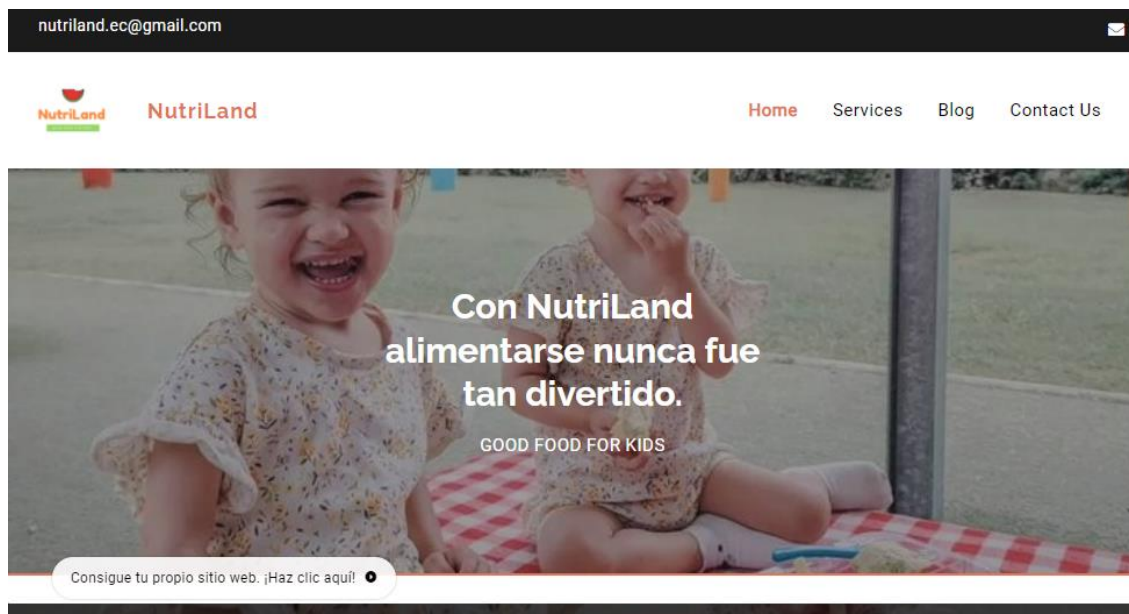 nutriland.ec@gmail.com
NutriLand
NutriLand
Home
Services
Blog
Contact Us
Con NutriLand
alimentarse nunca fue
tan divertido.
GOOD FOOD FOR KIDS
Consigue tu propio sitio web. ¡Haz clic aquí!